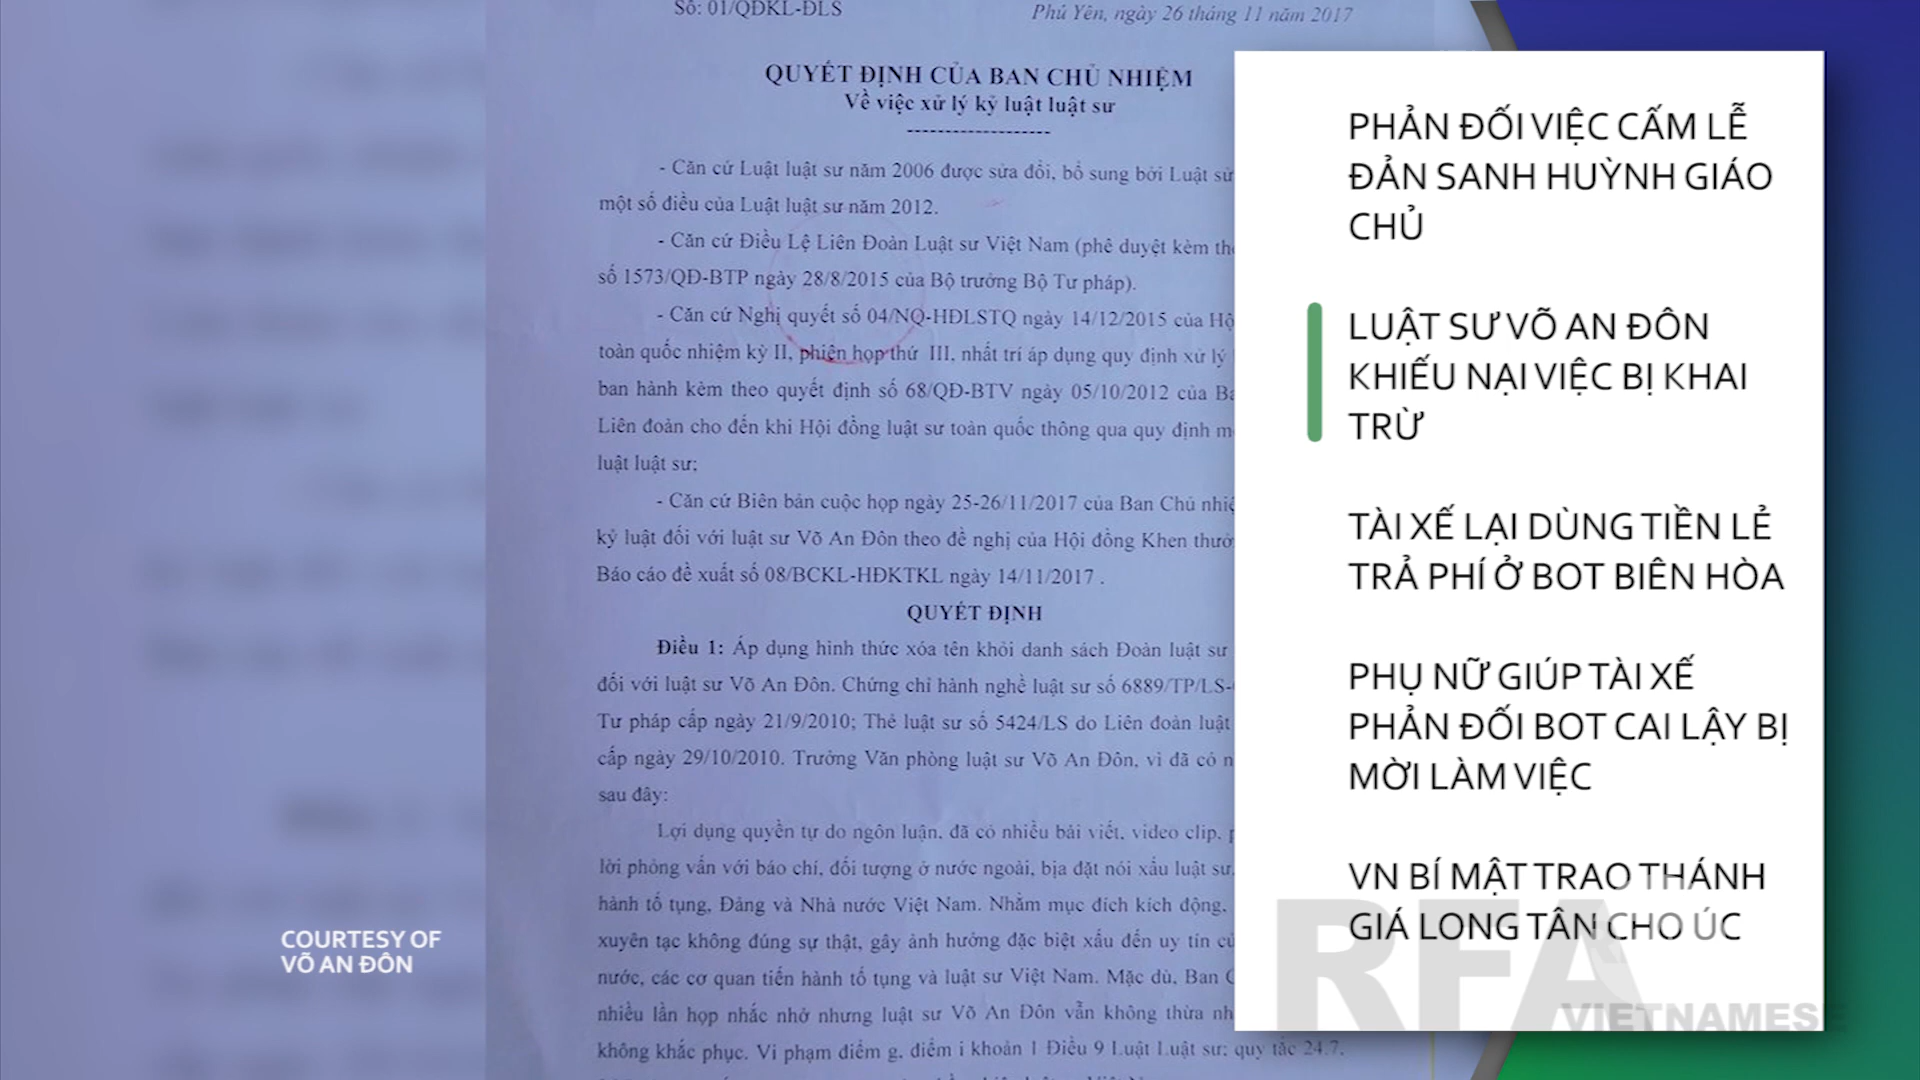 Số: 01/QĐKL-ĐLS
Phú Yên, ngày 26 tháng 11 năm 2017
QUYẾT ĐỊNH CỦA BAN CHỦ NHIỆM
Về việc xử lý kỷ luật luật sư
- Căn cứ Luật luật sư năm 2006 được sửa đổi, bổ sung bởi Luật sử
một số điều của Luật luật sư năm 2012.
- Căn cứ Điều Lệ Liên Đoàn Luật sư Việt Nam (phê duyệt kèm
số 1573/QĐ-BTP ngày 28/8/2015 của Bộ trưởng Bộ Tư pháp).
- Căn cứ Nghị quyết số 04/NQ-HĐLSTQ ngày 14/12/2015 của
toàn quốc nhiệm kỳ II, phiên họp thứ III, nhất trí áp dụng quy định xử lý
ban hành kèm theo quyết định số 68/QĐ-BTV ngày 05/10/2012 của
Liên đoàn cho đến khi Hội đồng luật sư toàn quốc thông qua quy định
luật luật sư;
- Căn cứ Biên bản cuộc họp ngày 25-26/11/2017 của Ban Chủ
kỷ luật đối với luật sư Võ An Đôn theo đề nghị của Hội đồng Khen
Báo cáo đề xuất số 08/BCKL-HĐKTKL ngày 14/11/2017 .
QUYẾT ĐỊNH
Điều 1: Áp dụng hình thức xóa tên khỏi danh sách Đoàn luật sư
đối với luật sư Võ An Đôn. Chứng chỉ hành nghề luật sư số 6889/TP/LS-
Tư pháp cấp ngày 21/9/2010; Thẻ luật sư số 5424/LS do Liên đoàn luật
cấp ngày 29/10/2010. Trưởng Văn phòng luật sư Võ An Đôn, vì đã có
sau đây:
Lợi dụng quyền tự do ngôn luận, đã có nhiều bài viết, video clip,
lời phỏng vấn với báo chí, đối tượng ở nước ngoài, bịa đặt nói xấu luật sư,
hành tố tụng, Đảng và Nhà nước Việt Nam. Nhằm mục đích kích động,
xuyên tạc không đúng sự thật, gây ảnh hưởng đặc biệt xấu đến uy tín
nước, các cơ quan tiến hành tố tụng và luật sư Việt Nam. Mặc dù, Ban
nhiều lần họp nhắc nhở nhưng luật sư Võ An Đôn vẫn không thừa
không khắc phục. Vi phạm điểm g, điểm i khoản 1 Điều 9 Luật Luật sư; quy tắc 24.7,
COURTESY OF
VÕ AN ĐÔN
PHẢN ĐỐI VIỆC CẤM LỄ
ĐẢN SANH HUỲNH GIÁO
CHỦ
LUẬT SƯ VÕ AN ĐÔN
KHIẾU NẠI VIỆC BỊ KHAI
TRỪ
TÀI XẾ LẠI DÙNG TIỀN LẺ
TRẢ PHÍ Ở BOT BIÊN HÒA
PHỤ NỮ GIÚP TÀI XẾ
PHẢN ĐỐI BOT CAI LẬY BỊ
MỜI LÀM VIỆC
VN BÍ MẬT TRAO THÁNH
GIÁ LONG TÂN CHO ÚC
RFA
VIETNAMESE